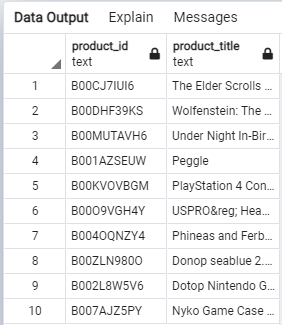 Data Output Explain Messages
product_id product_title
text text
1 B00CJ7IUI6 The Elder Scrolls ...
2 B00DHF39KS Wolfenstein: The ...
3 B00MUTAVH6 Under Night In-Bir...
4 B001AZSEUW Peggle
5 B00KVOVBGM PlayStation 4 Con...
6 B00O9VGH4Y USPRO&reg; Hea...
7 B004OQNZY4 Phineas and Ferb...
8 B00ZLN980O Donop seablue 2....
9 B002L8W5V6 Dotop Nintendo G...
10 B007AJZ5PY Nyko Game Case ...